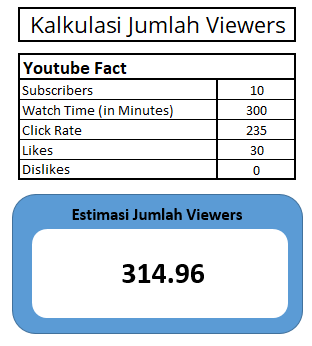 Kalkulasi Jumlah Viewers
Youtube Fact
Subscribers 10
Watch Time (in Minutes) 300
Click Rate 235
Likes 30
Dislikes 0
Estimasi Jumlah Viewers
314.96